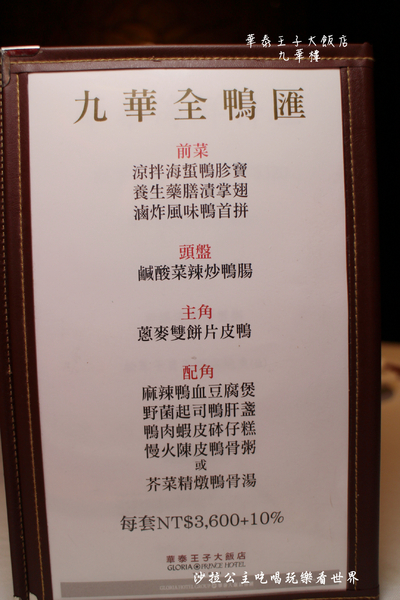 華泰王子大飯店
九華樓
九華全鴨匯
前菜
涼拌海蜇鴨胗寶
養生藥膳漬掌翅
滷炸風味鴨首拼
頭盤
鹹酸菜辣炒鴨腸
主角
蔥麥雙餅片皮鴨
配角
麻辣鴨血豆腐煲
野菌起司鴨肝盞
鴨肉蝦皮砵仔糕
慢火陳皮鴨骨粥
或
芥菜精燉鴨骨湯
每套NT$3,600+10%
華泰王子大飯店
GLORIA PRINCE HOTEL
沙拉公主吃喝玩樂看世界